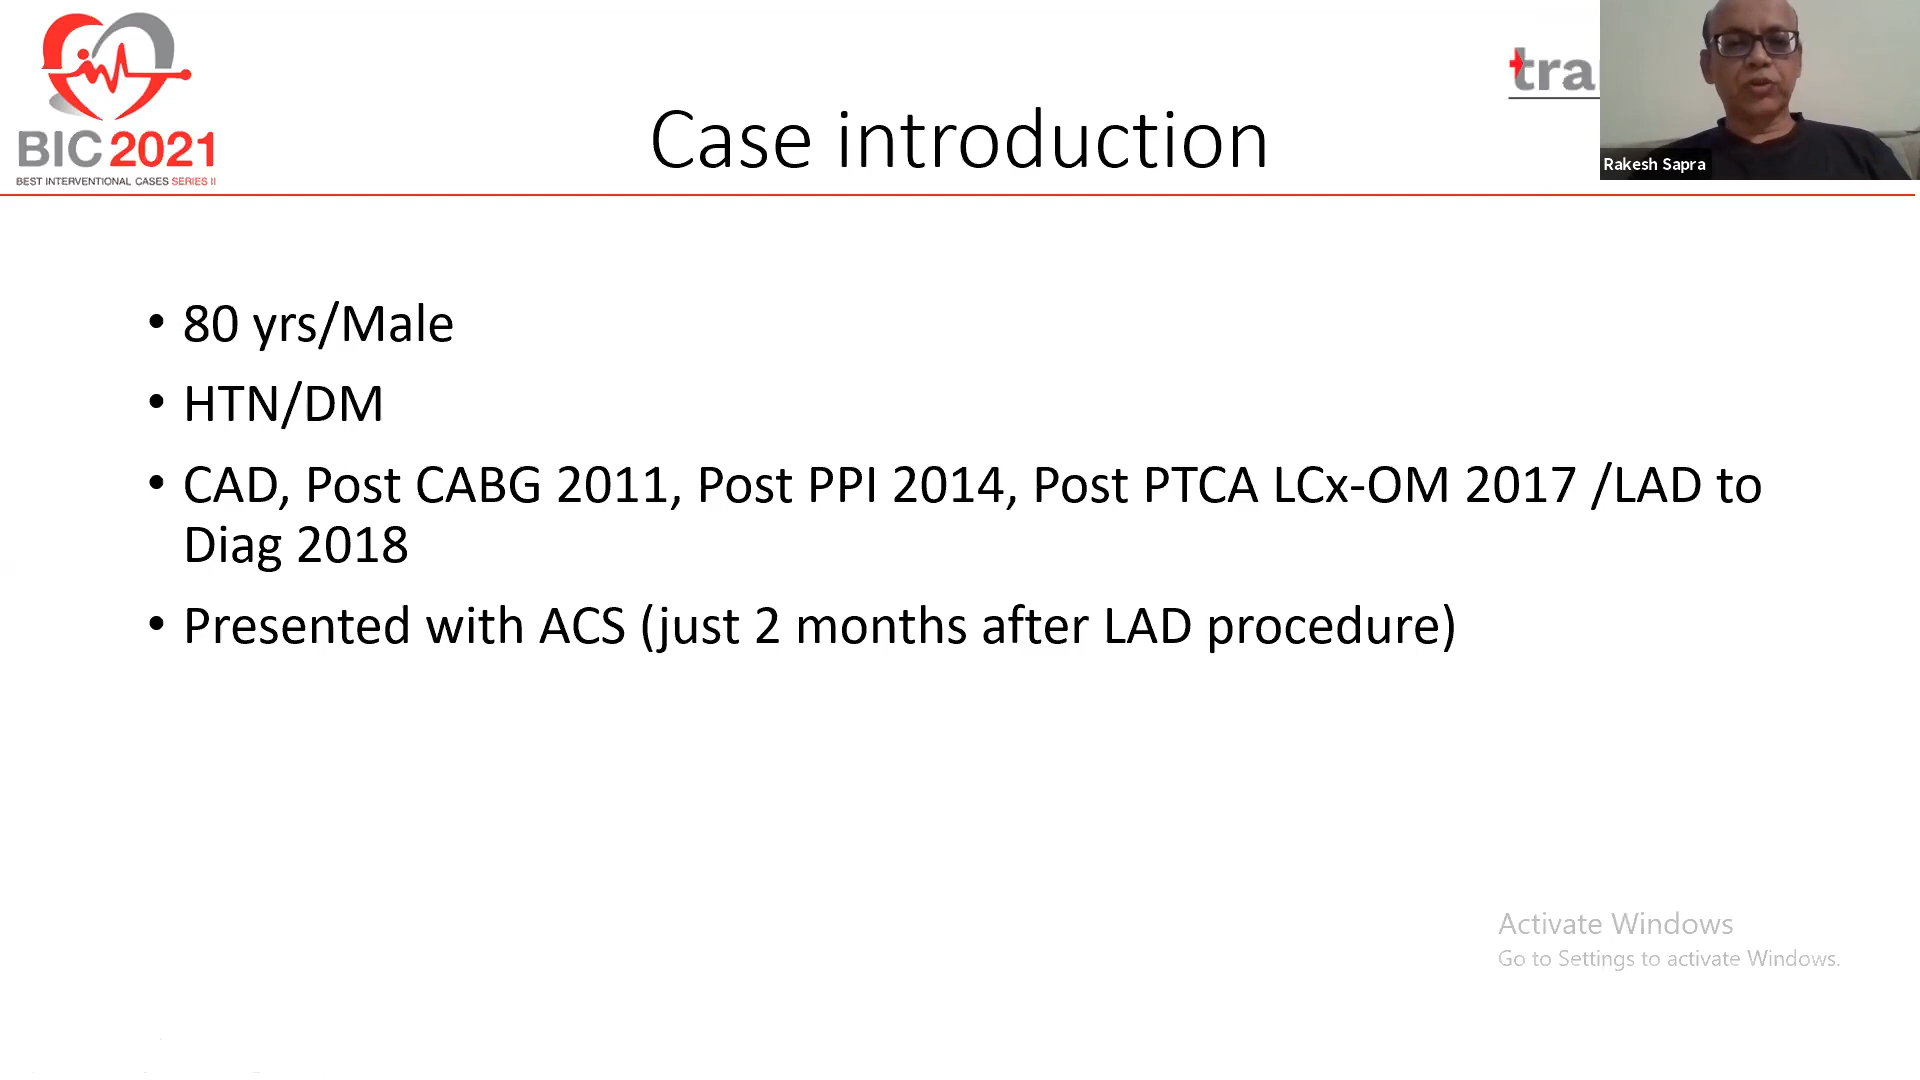 BIC 2021
BEST INTERVENTIONAL CASES SERIES II
Case introduction
tra
Rakesh Sapra
• 80 yrs/Male
• HTN/DM
• CAD, Post CABG 2011, Post PPI 2014, Post PTCA LCx-OM 2017 /LAD to
Diag 2018
• Presented with ACS (just 2 months after LAD procedure)
Activate Windows
Go to Settings to activate Windows.